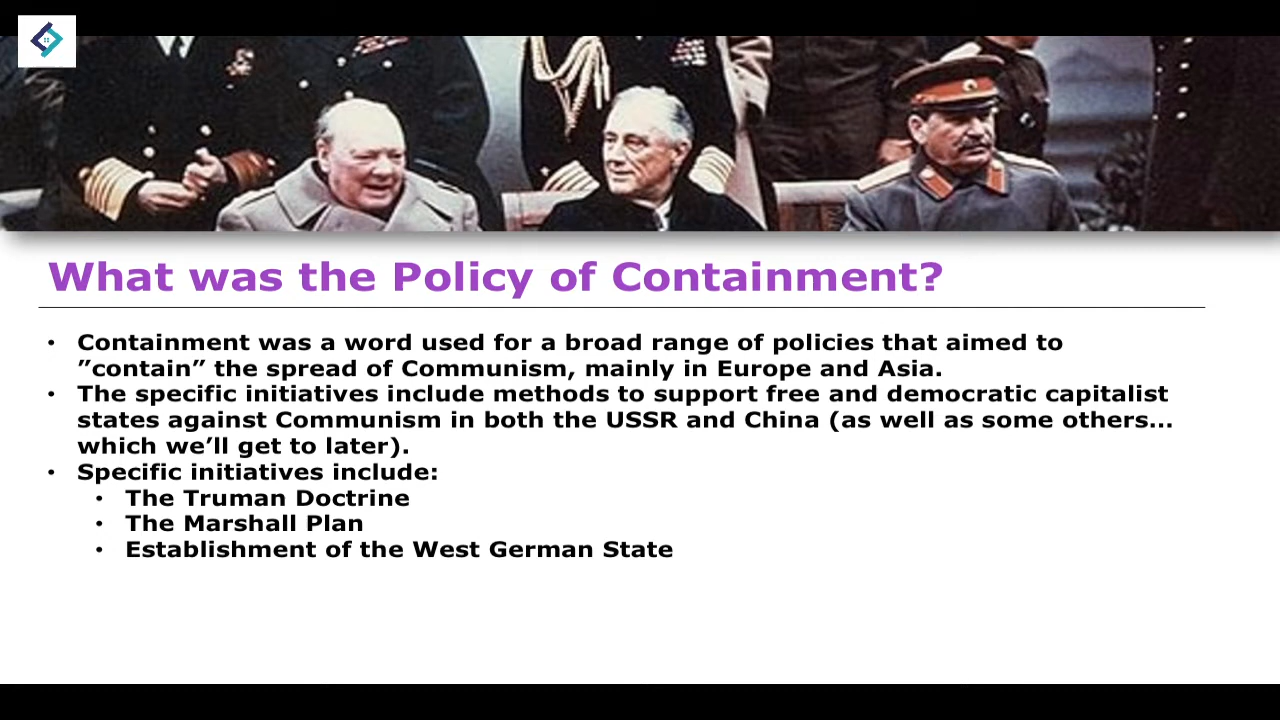 What was the Policy of Containment?
• Containment was a word used for a broad range of policies that aimed to
”contain” the spread of Communism, mainly in Europe and Asia.
• The specific initiatives include methods to support free and democratic capitalist
states against Communism in both the USSR and China (as well as some others…
which we’ll get to later).
• Specific initiatives include:
• The Truman Doctrine
• The Marshall Plan
• Establishment of the West German State